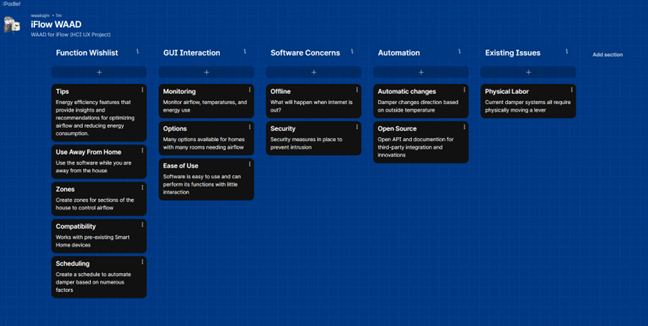 Padlet
iFlow WAAD
WAAD for iFlow (HCI UX Project)
Function Wishlist
Tips
Energy efficiency features that
provide insights and
recommendations for optimizing
airflow and reducing energy
consumption.
Use Away From Home
Use the software while you are
away from the house
Zones
Create zones for sections of the
house to control airflow
Compatibility
Works with pre-existing Smart
Home devices
Scheduling
Create a schedule to automate
damper based on numerous
factors
GUI Interaction
Monitoring
Monitor airflow, temperatures, and
energy use
Options
Many options available for homes
with many rooms needing airflow
Ease of Use
Software is easy to use and can
perform its functions with little
interaction
Software Concerns
Offline
What will happen when internet is
out?
Security
Security measures in place to
prevent intrusion
Automation
Automatic changes
Damper changes direction based
on outside temperature
Open Source
Open API and documention for
third-party integration and
innovations
Existing Issues
Physical Labor
Current damper systems all require
physically moving a lever
Add section